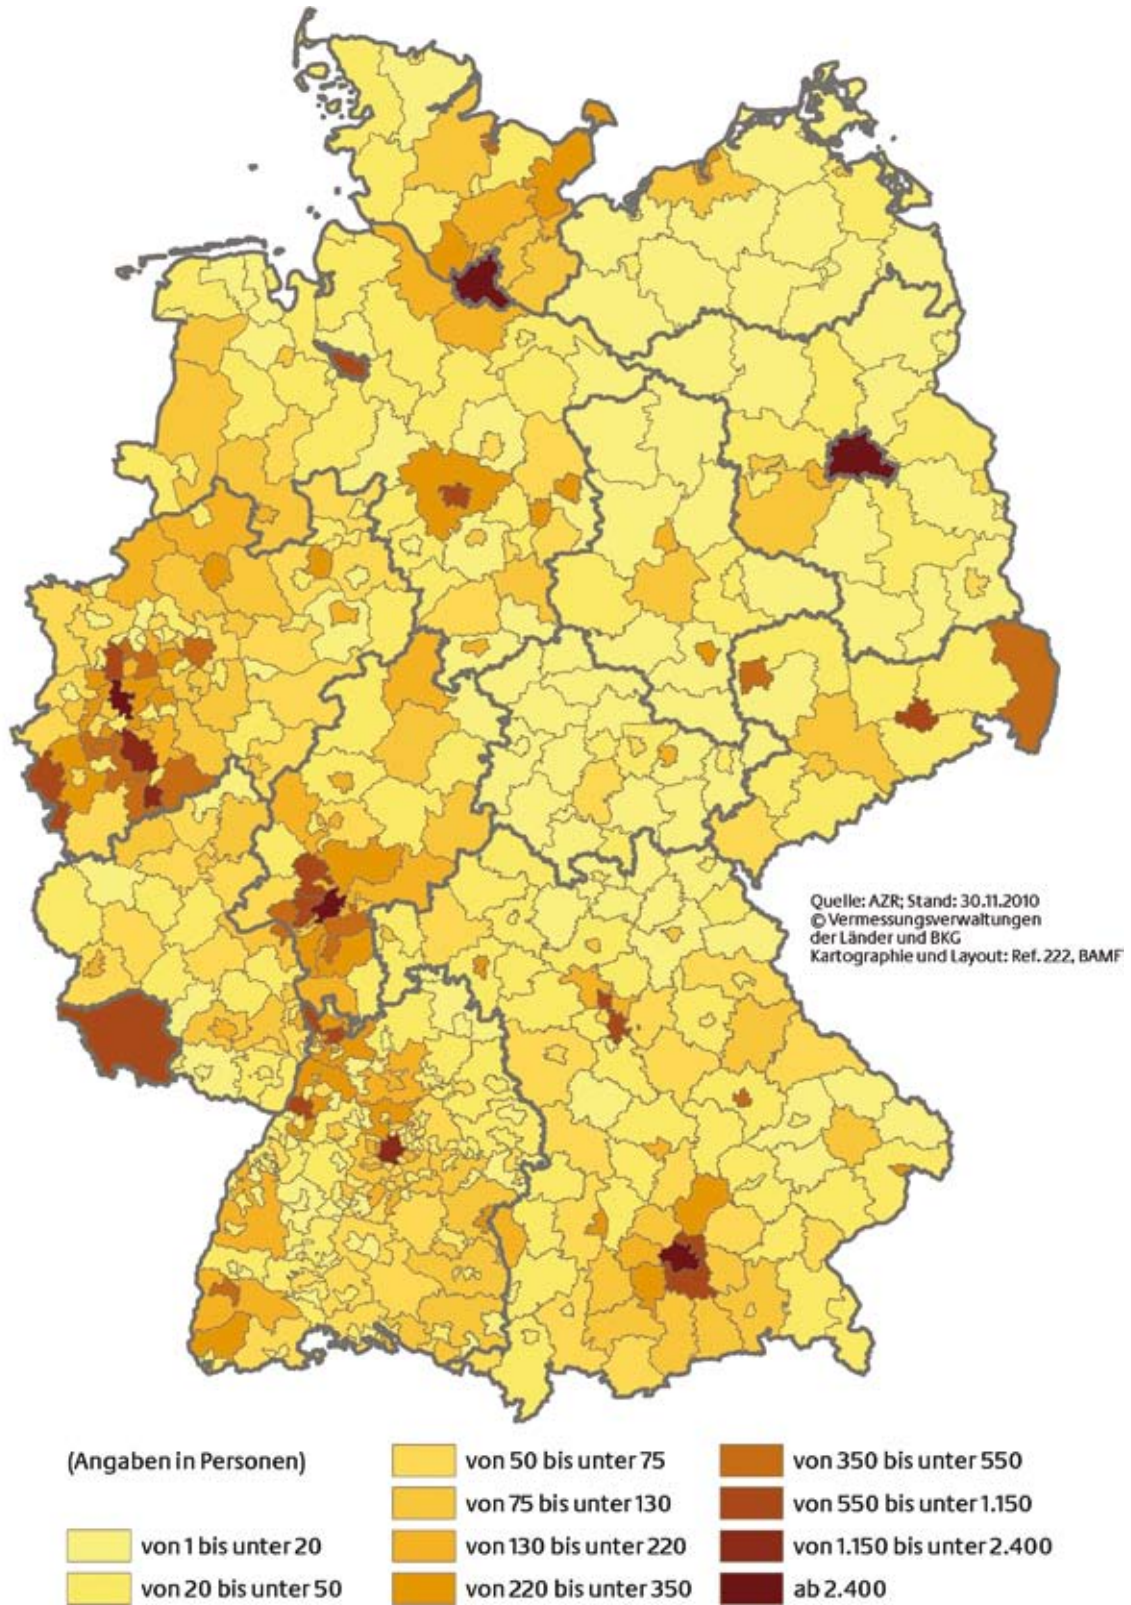 Quelle: AZR; Stand: 30.11.2010
© Vermessungsverwaltungen
der Länder und BKG
Kartographie und Layout: Ref. 222, BAMF
(Angaben in Personen)
von 1 bis unter 20
von 20 bis unter 50
von 50 bis unter 75
von 75 bis unter 130
von 130 bis unter 220
von 220 bis unter 350
von 350 bis unter 550
von 550 bis unter 1.150
von 1.150 bis unter 2.400
ab 2.400